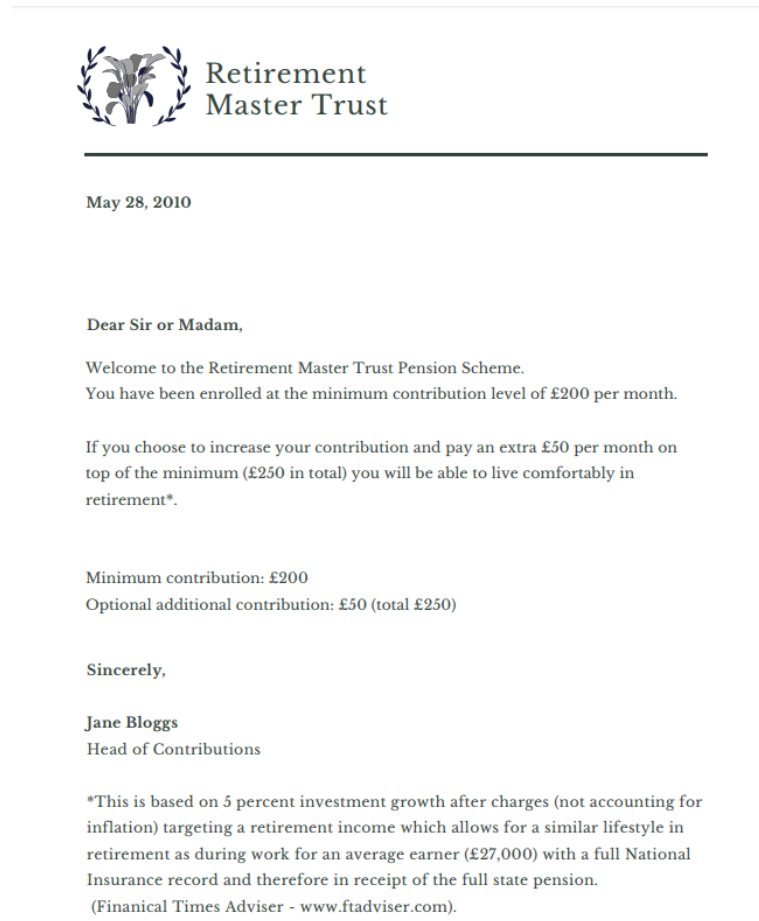 Retirement
Master Trust
May 28, 2010
Dear Sir or Madam,
Welcome to the Retirement Master Trust Pension Scheme.
You have been enrolled at the minimum contribution level of £200 per month.
If you choose to increase your contribution and pay an extra £50 per month on
top of the minimum (£250 in total) you will be able to live comfortably in
retirement*.
Minimum contribution: £200
Optional additional contribution: £50 (total £250)
Sincerely,
Jane Bloggs
Head of Contributions
*This is based on 5 percent investment growth after charges (not accounting for
inflation) targeting a retirement income which allows for a similar lifestyle in
retirement as during work for an average earner (£27,000) with a full National
Insurance record and therefore in receipt of the full state pension.
(Finanical Times Adviser - www.ftadviser.com).